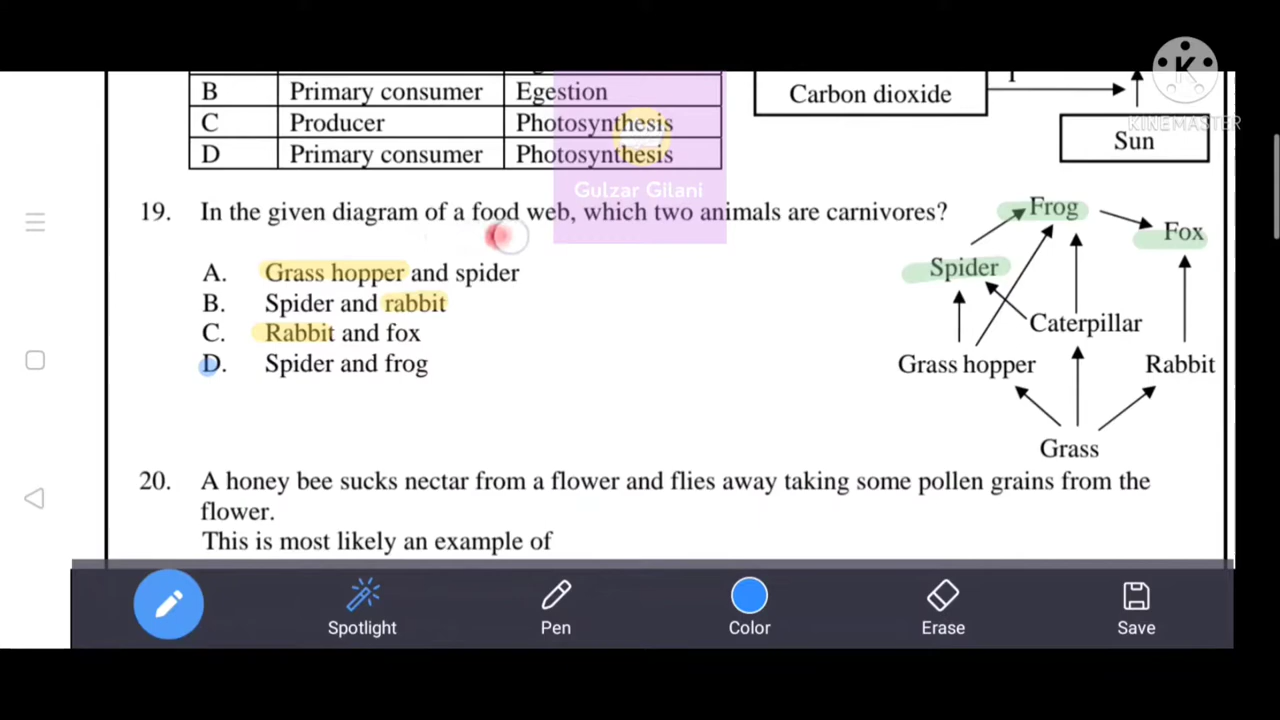 B Primary consumer Egestion
C Producer Photosynthesis
D Primary consumer Photosynthesis
Carbon dioxide
Sun
KINEMASTER
Gulzar Gilani
19. In the given diagram of a food web, which two animals are carnivores?
A. Grass hopper and spider
B. Spider and rabbit
C. Rabbit and fox
D. Spider and frog
Frog
Fox
Spider
Caterpillar
Grass hopper
Rabbit
Grass
20. A honey bee sucks nectar from a flower and flies away taking some pollen grains from the
flower.
This is most likely an example of
Spotlight
Pen
Color
Erase
Save